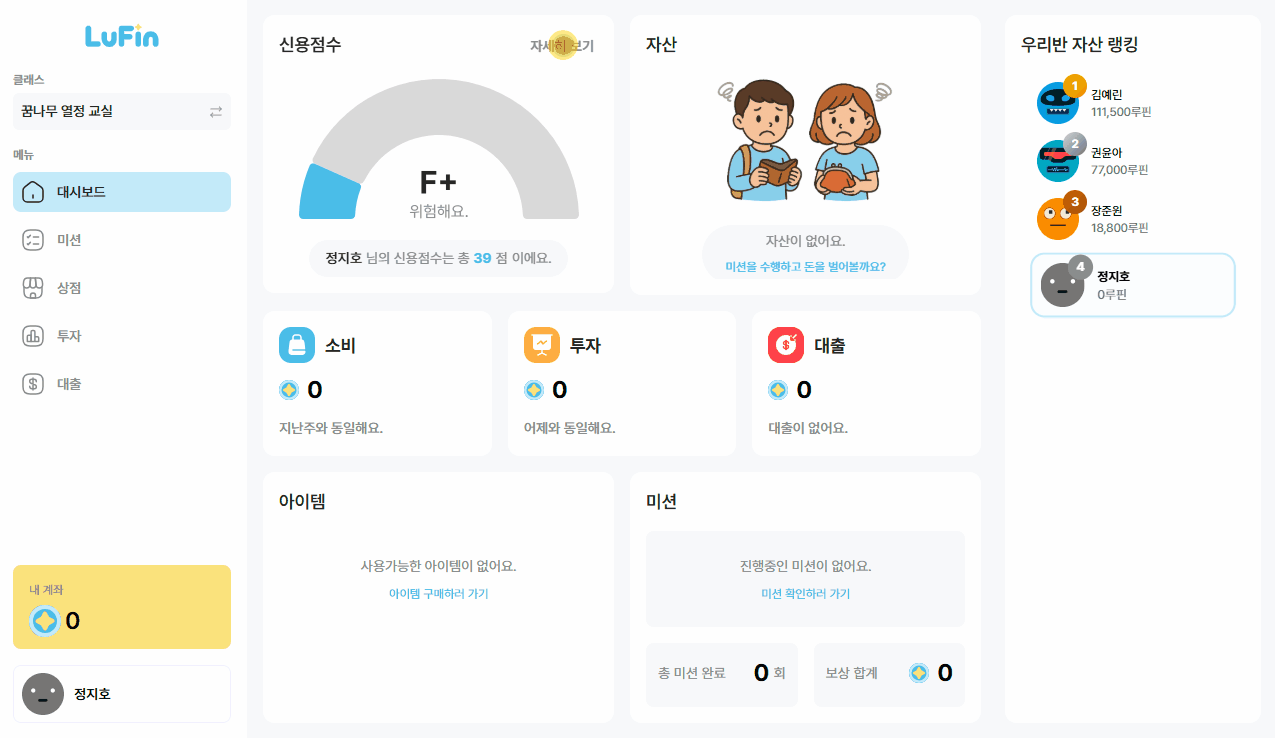 LuFin
클래스
꿈나무 열정 교실
메뉴
대시보드
미션
상점
투자
대출
내 계좌
0
정지호
신용점수
자세히 보기
F+
위험해요.
정지호 님의 신용점수는 총 39 점 이에요.
자산
자산이 없어요.
미션을 수행하고 돈을 벌어볼까요?
소비
0
지난주와 동일해요.
투자
0
어제와 동일해요.
대출
0
대출이 없어요.
아이템
사용가능한 아이템이 없어요.
아이템 구매하러 가기
미션
진행중인 미션이 없어요.
미션 확인하러 가기
총 미션 완료 0 회
보상 합계 0
우리반 자산 랭킹
1
김예린
111,500루핀
2
권윤아
77,000루핀
3
장준원
18,800루핀
4
정지호
0루핀